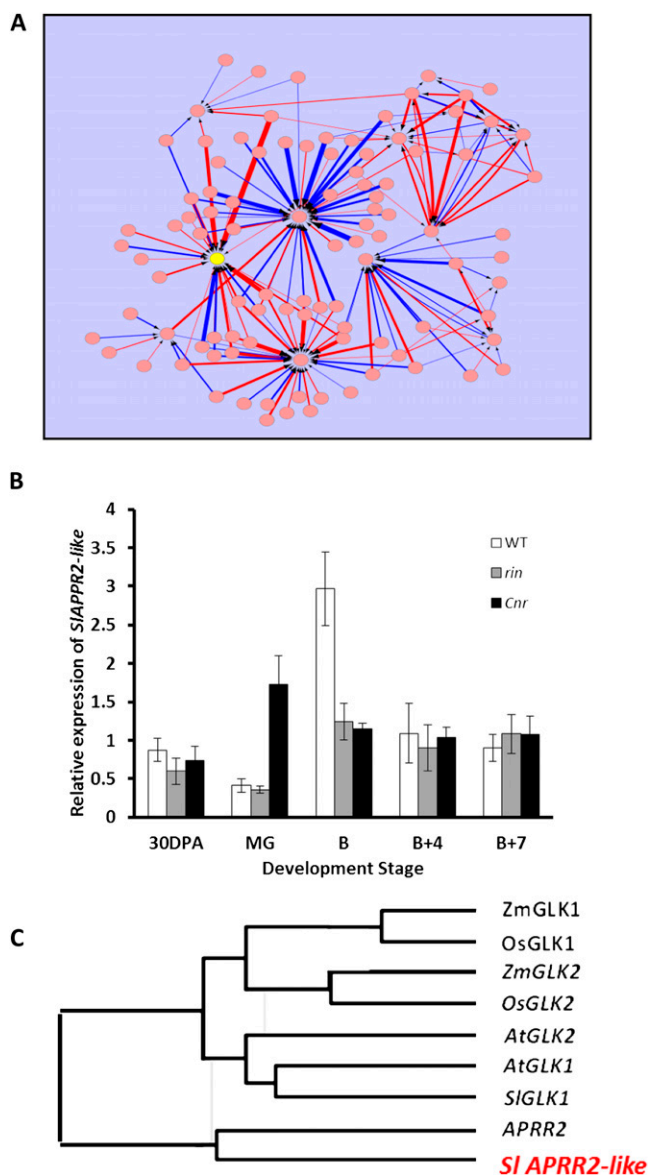 A
B
Relative expression of SlAPPR2-like
4
3.5
3
2.5
2
1.5
1
0.5
0
WT
rin
Cnr
30DPA MG B B+4 B+7
Development Stage
C
ZmGLK1
OsGLK1
ZmGLK2
OsGLK2
AtGLK2
AtGLK1
SlGLK1
APRR2
Sl APRR2-like